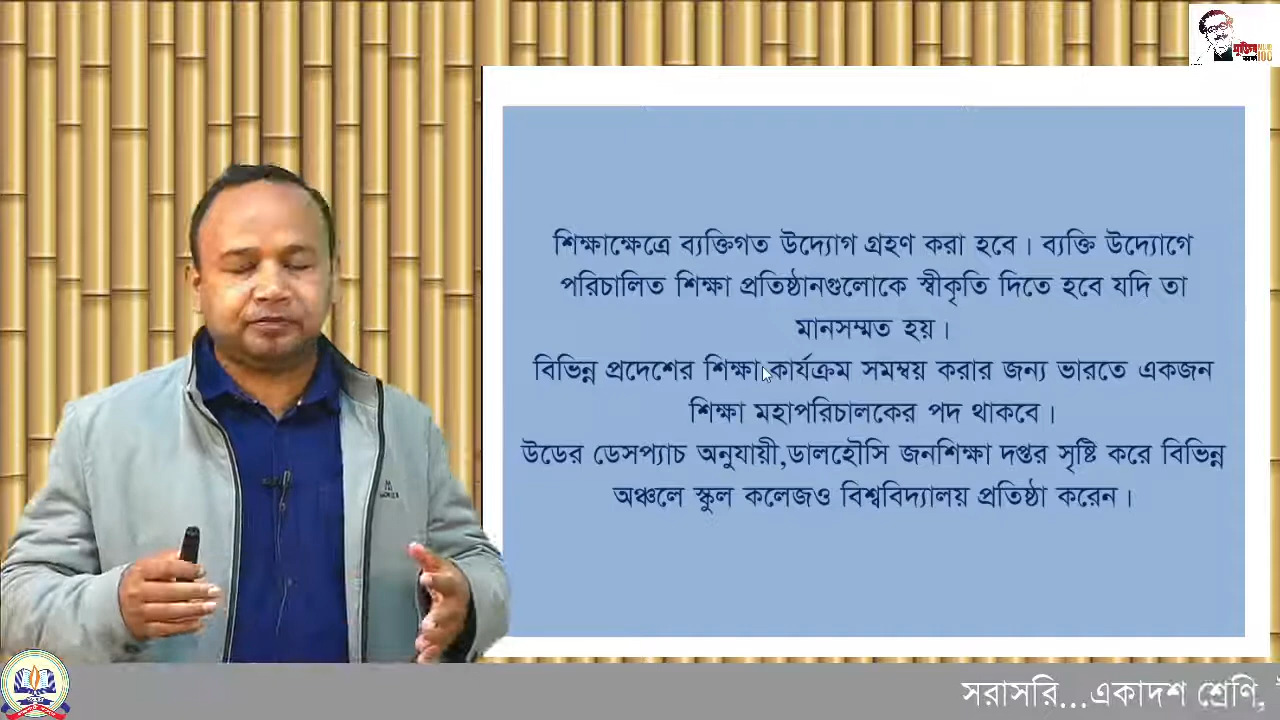 শিক্ষাক্ষেত্রে ব্যক্তিগত উদ্যোগ গ্রহণ করা হবে। ব্যক্তি উদ্যোগে
পরিচালিত শিক্ষা প্রতিষ্ঠানগুলোকে স্বীকৃতি দিতে হবে যদি তা
মানসম্মত হয়।
বিভিন্ন প্রদেশের শিক্ষা কার্যক্রম সমম্বয় করার জন্য ভারতে একজন
শিক্ষা মহাপরিচালকের পদ থাকবে।
উডের ডেসপ্যাচ অনুযায়ী,ডালহৌসি জনশিক্ষা দপ্তর সৃষ্টি করে বিভিন্ন
অঞ্চলে স্কুল কলেজও বিশ্ববিদ্যালয় প্রতিষ্ঠা করেন।
সরাসরি...একাদশ শ্রেণি,